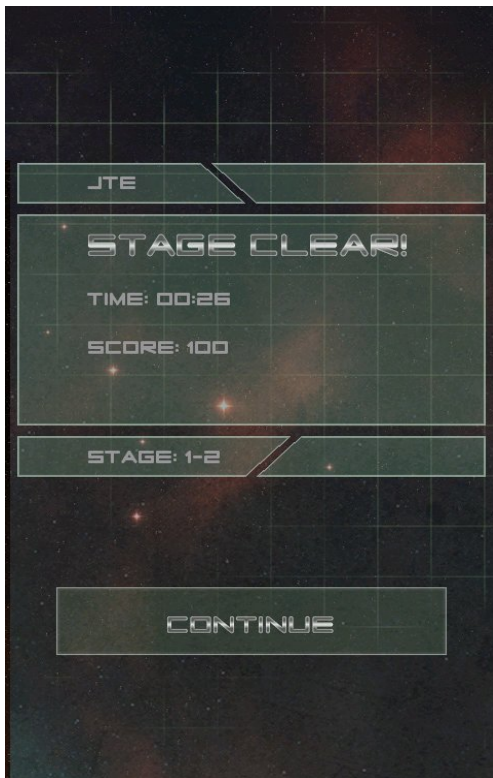 JTE
STAGE CLEAR!
TIME: 00:26
SCORE: 100
STAGE: 1-2
CONTINUE